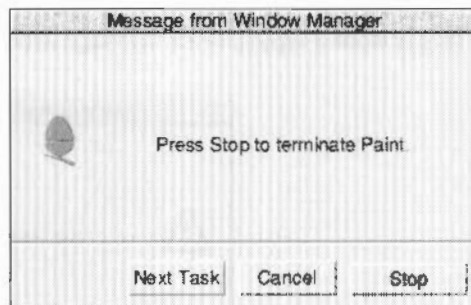 Message from Window Manager
Press Stop to terminate Paint.
Next Task Cancel Stop